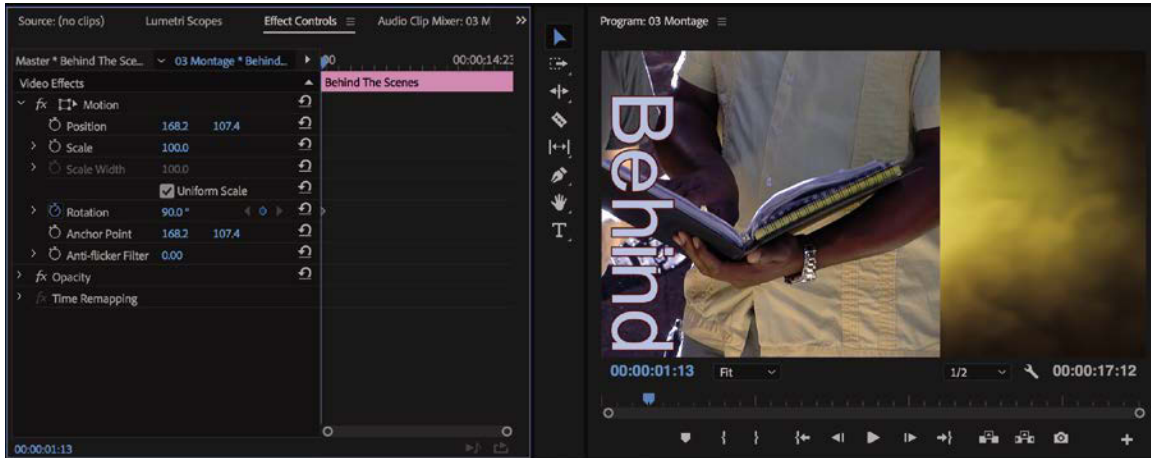 Source: (no clips) Lumetri Scopes Effect Controls Audio Clip Mixer: 03 M
Master * Behind The Sce... 03 Montage * Behind... 00 00:00:14:23
Video Effects Behind The Scenes
fx Motion
Position 168.2 107.4
Scale 100.0
Scale Width 100.0
Uniform Scale
Rotation 90.0 °
Anchor Point 168.2 107.4
Anti-flicker Filter 0.00
fx Opacity
fx Time Remapping
00:00:01:13
T
Program: 03 Montage
Behind
00:00:01:13 Fit 1/2 00:00:17:12